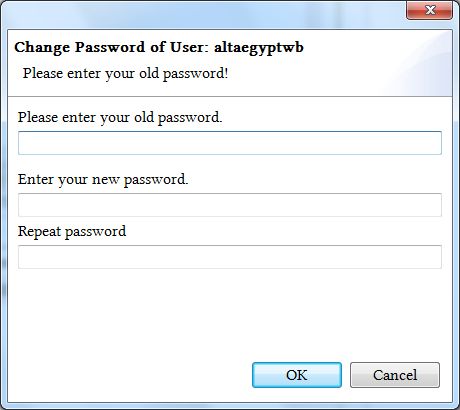 Change Password of User: altaegyptwb
Please enter your old password!
Please enter your old password.
Enter your new password.
Repeat password
OK Cancel